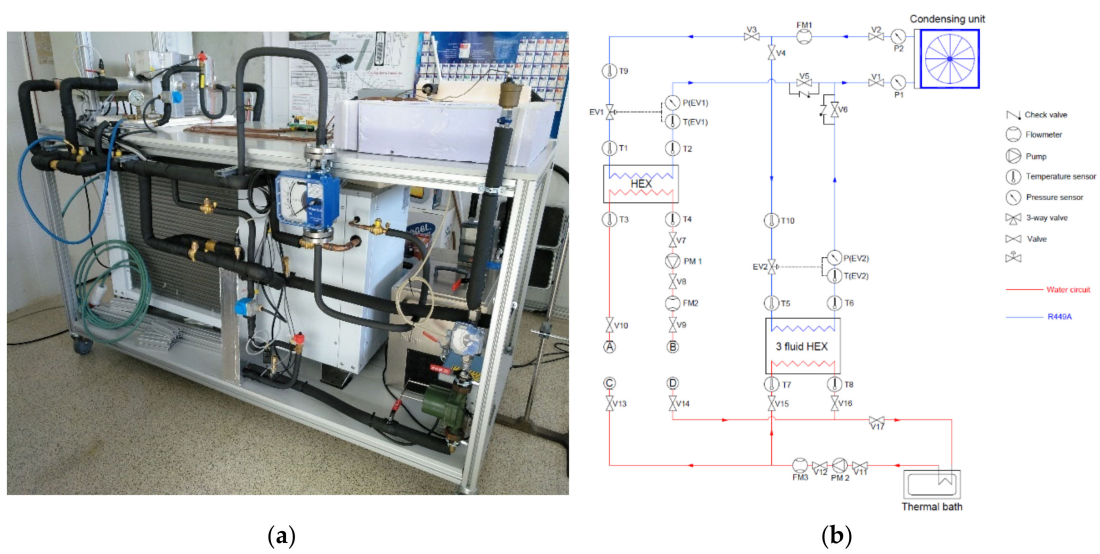 Condensing unit
FM1
V3
V2
P2
V4
T9
V5
V1
P1
P(EV1)
V6
EV1
T(EV1)
Check valve
Flowmeter
T1
T2
Pump
HEX
Temperature sensor
Pressure sensor
T3
T4
T10
3-way valve
V7
Valve
PM 1
P(EV2)
EV2
V8
T(EV2)
Water circuit
FM2
T5
T6
R449A
V10
V9
A
B
3 fluid HEX
C
D
T7
T8
V13
V14
V15
V16
V17
FM3
V12
PM 2
V11
Thermal bath
(a)
(b)